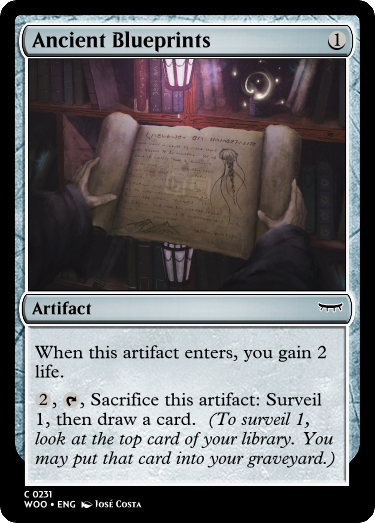 Ancient Blueprints
1
Artifact
When this artifact enters, you gain 2
life.
2, T, Sacrifice this artifact: Surveil
1, then draw a card. (To surveil 1,
look at the top card of your library. You
may put that card into your graveyard.)
C 0231
WOO • ENG José Costa